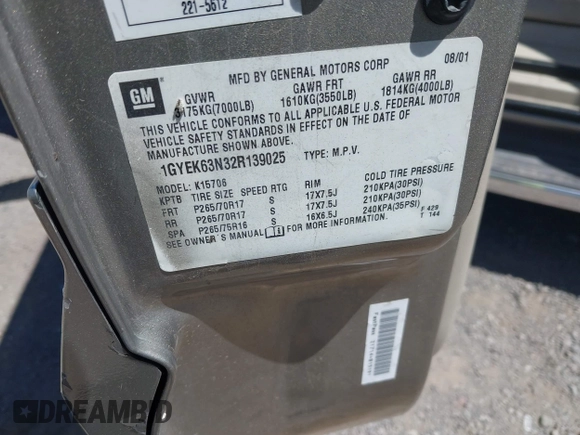 221-5612
GM
MFD BY GENERAL MOTORS CORP 08/01
GVWR GAWR FRT GAWR RR
3175KG(7000LB) 1610KG(3550LB) 1814KG(4000LB)
THIS VEHICLE CONFORMS TO ALL APPLICABLE U.S. FEDERAL MOTOR
VEHICLE SAFETY STANDARDS IN EFFECT ON THE DATE OF
MANUFACTURE SHOWN ABOVE.
1GYEK63N32R139025 TYPE: M.P.V.
MODEL: K15706
KPTB TIRE SIZE SPEED RTG RIM COLD TIRE PRESSURE
FRT P265/70R17 S 17X7.5J 210KPA(30PSI)
RR P265/70R17 S 17X7.5J 210KPA(30PSI)
SPA P265/75R16 S 16X6.5J 240KPA(35PSI) F 429
SEE OWNER'S MANUAL FOR MORE INFORMATION. T 144
DREAMBID